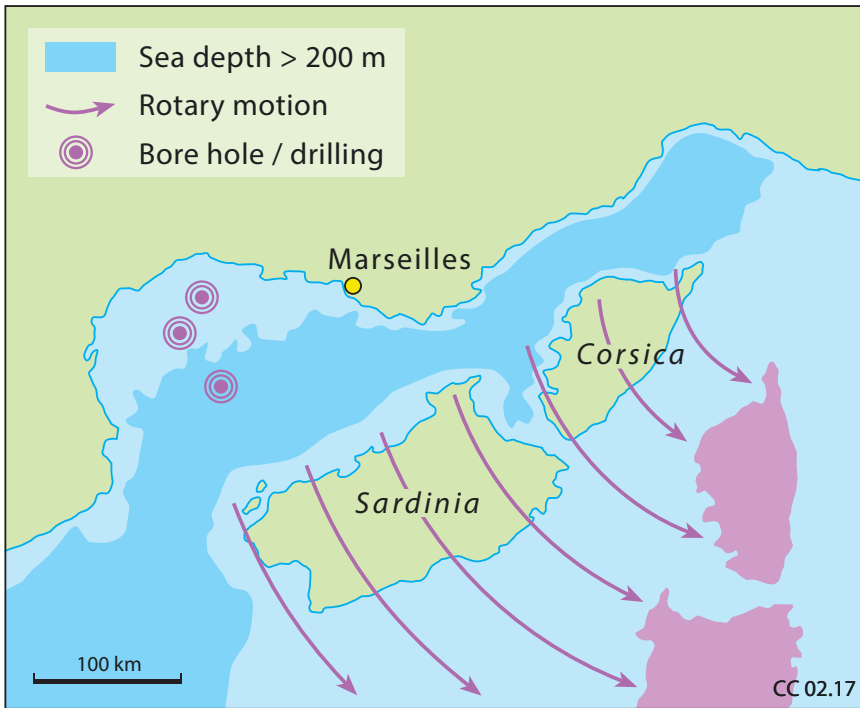 Sea depth > 200 m
Rotary motion
Bore hole / drilling
Marseilles
Corsica
Sardinia
100 km
CC 02.17